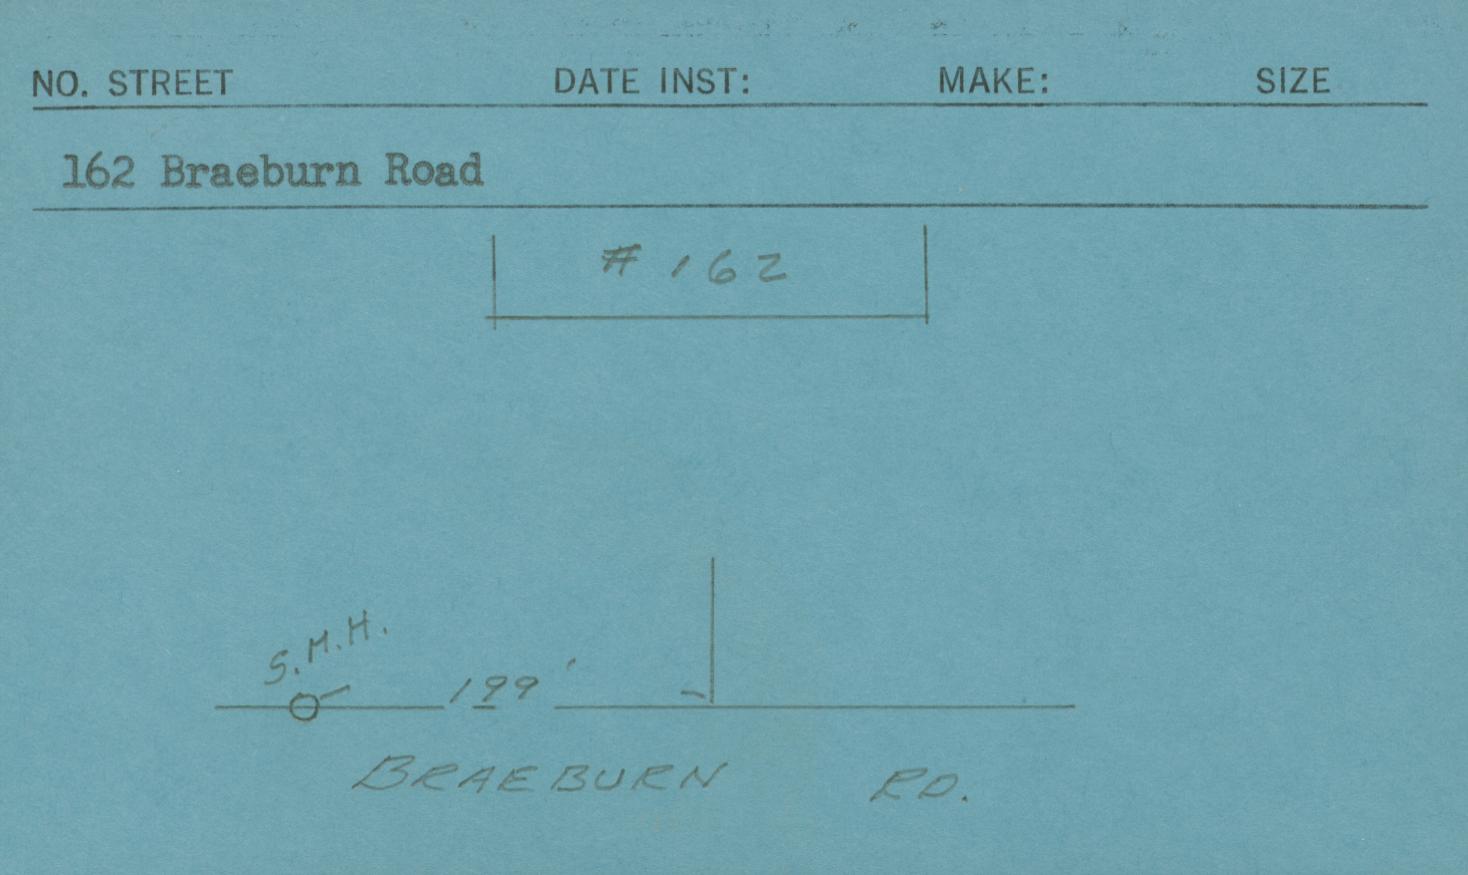 NO. STREET DATE INST: MAKE: SIZE
162 Braeburn Road
# 162
S.M.H.
199'
BRAEBURN RD.